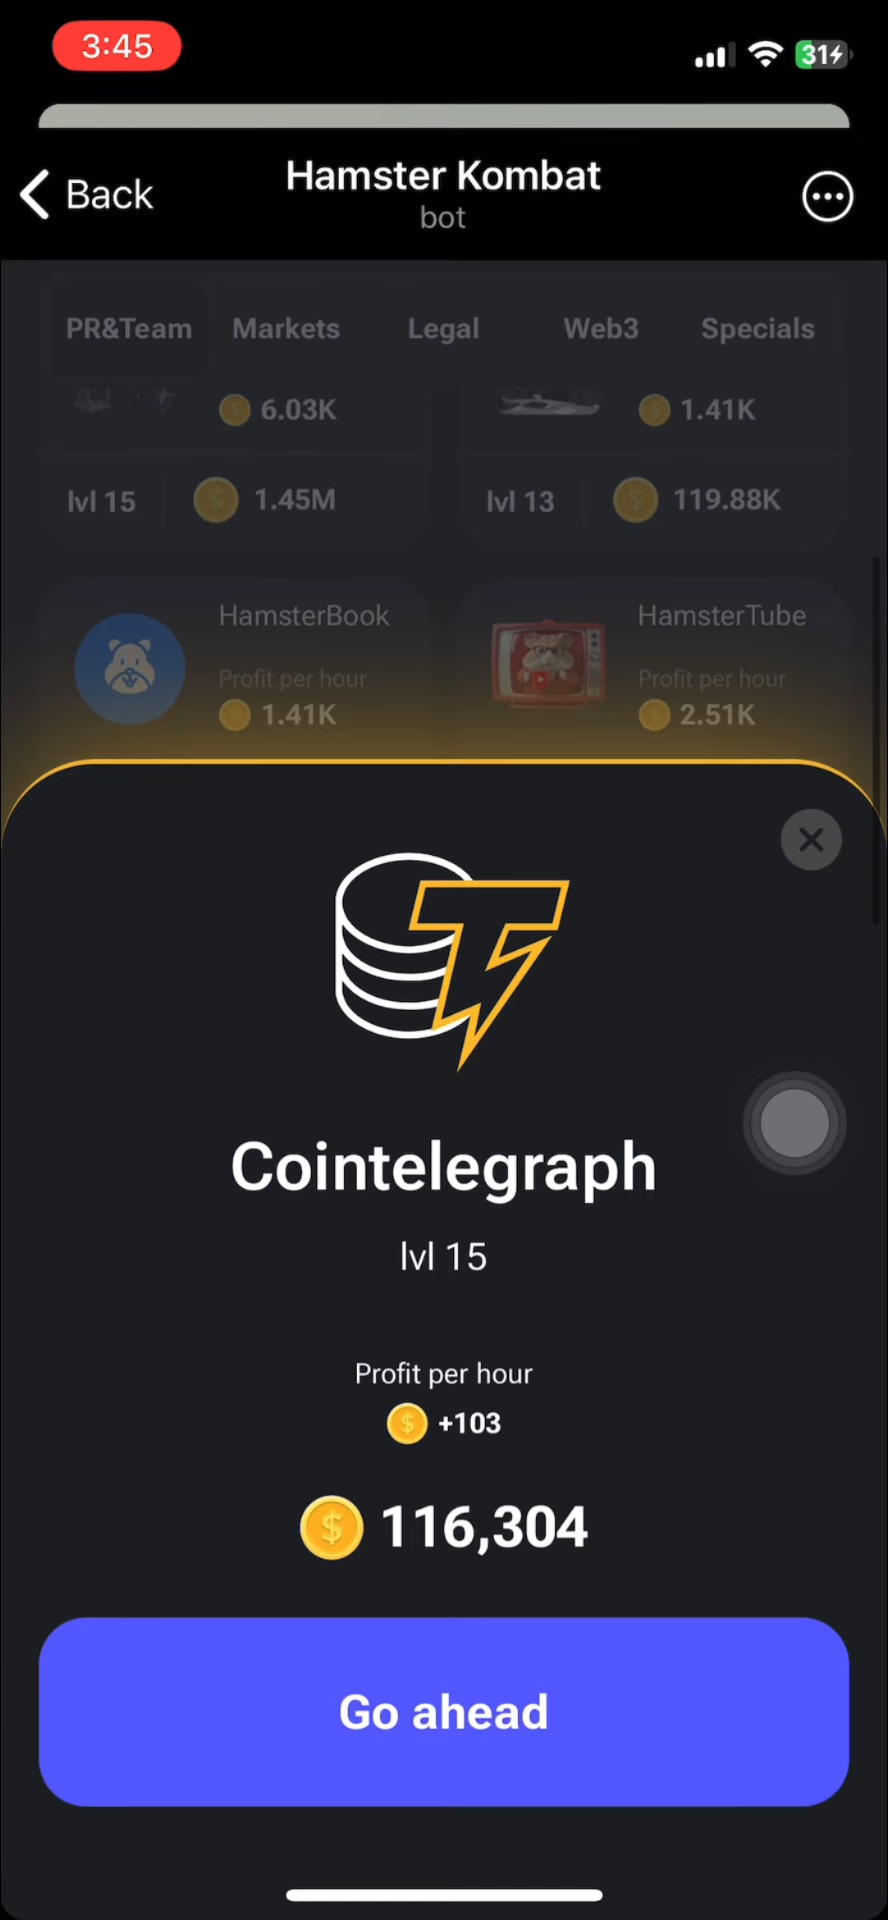 3:45
31
Back
Hamster Kombat
bot
PR&Team Markets Legal Web3 Specials
6.03K
1.41K
lvl 15
1.45M
lvl 13
119.88K
HamsterBook
Profit per hour
1.41K
HamsterTube
Profit per hour
2.51K
Cointelegraph
lvl 15
Profit per hour
+103
116,304
Go ahead